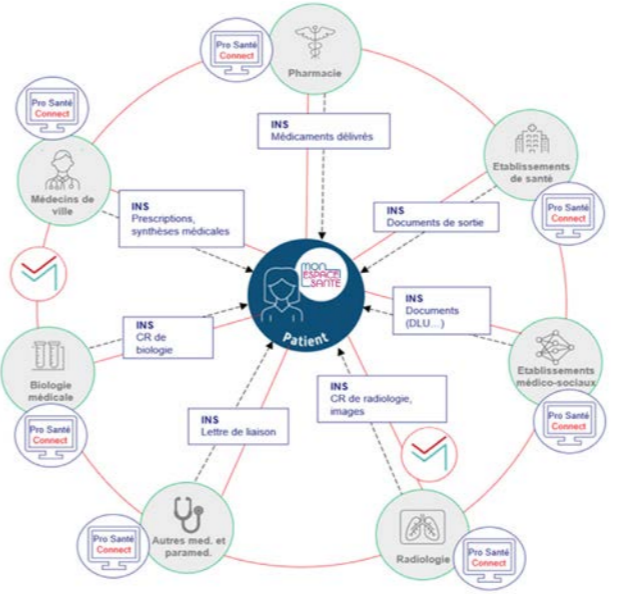 Pro Santé
Connect
Pharmacie
Pro Santé
Connect
Médecins de
ville
INS
Médicaments délivrés
Etablissements
de santé
Pro Santé
Connect
INS
Prescriptions,
synthèses médicales
INS
Documents de sortie
MON
ESPACE
SANTÉ
Patient
INS
CR de
biologie
INS
Documents
(DLU...)
Biologie
médicale
Pro Santé
Connect
Etablissements
médico-sociaux
Pro Santé
Connect
INS
Lettre de liaison
INS
CR de radiologie,
images
Autres med. et
paramed.
Pro Santé
Connect
Radiologie
Pro Santé
Connect